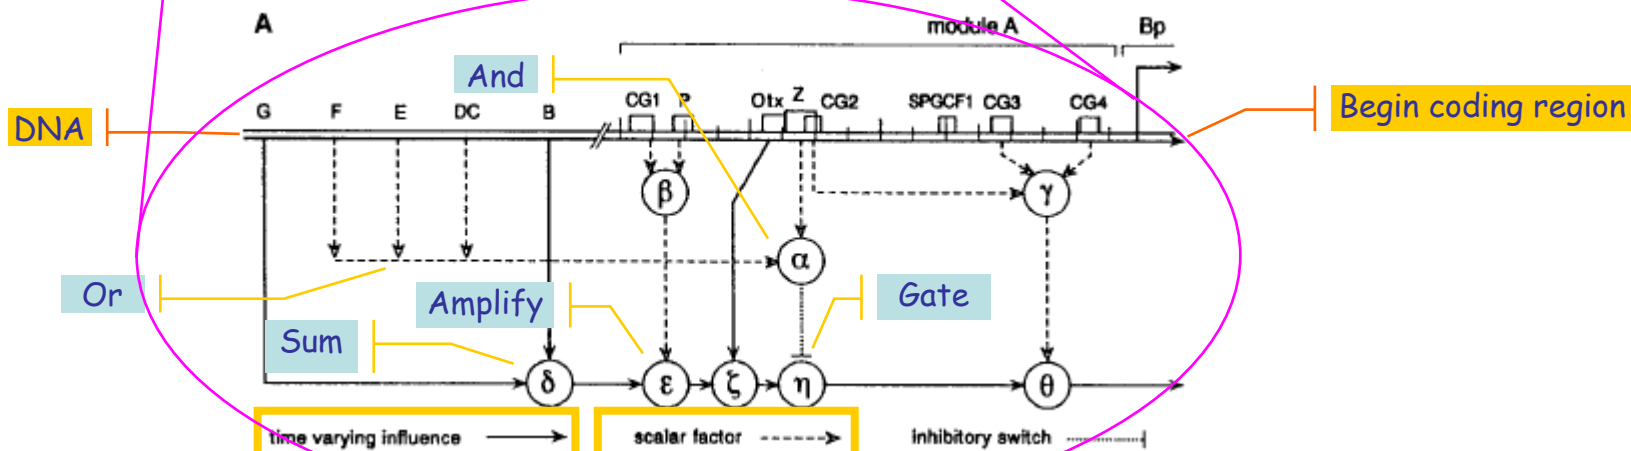 A
module A
Bp
And
G F E DC B
CG1 P Otx Z CG2 SPGCF1 CG3 CG4
DNA
Begin coding region
β
γ
α
Or
Amplify
Gate
Sum
δ ε ζ η θ
time varying influence
scalar factor
inhibitory switch